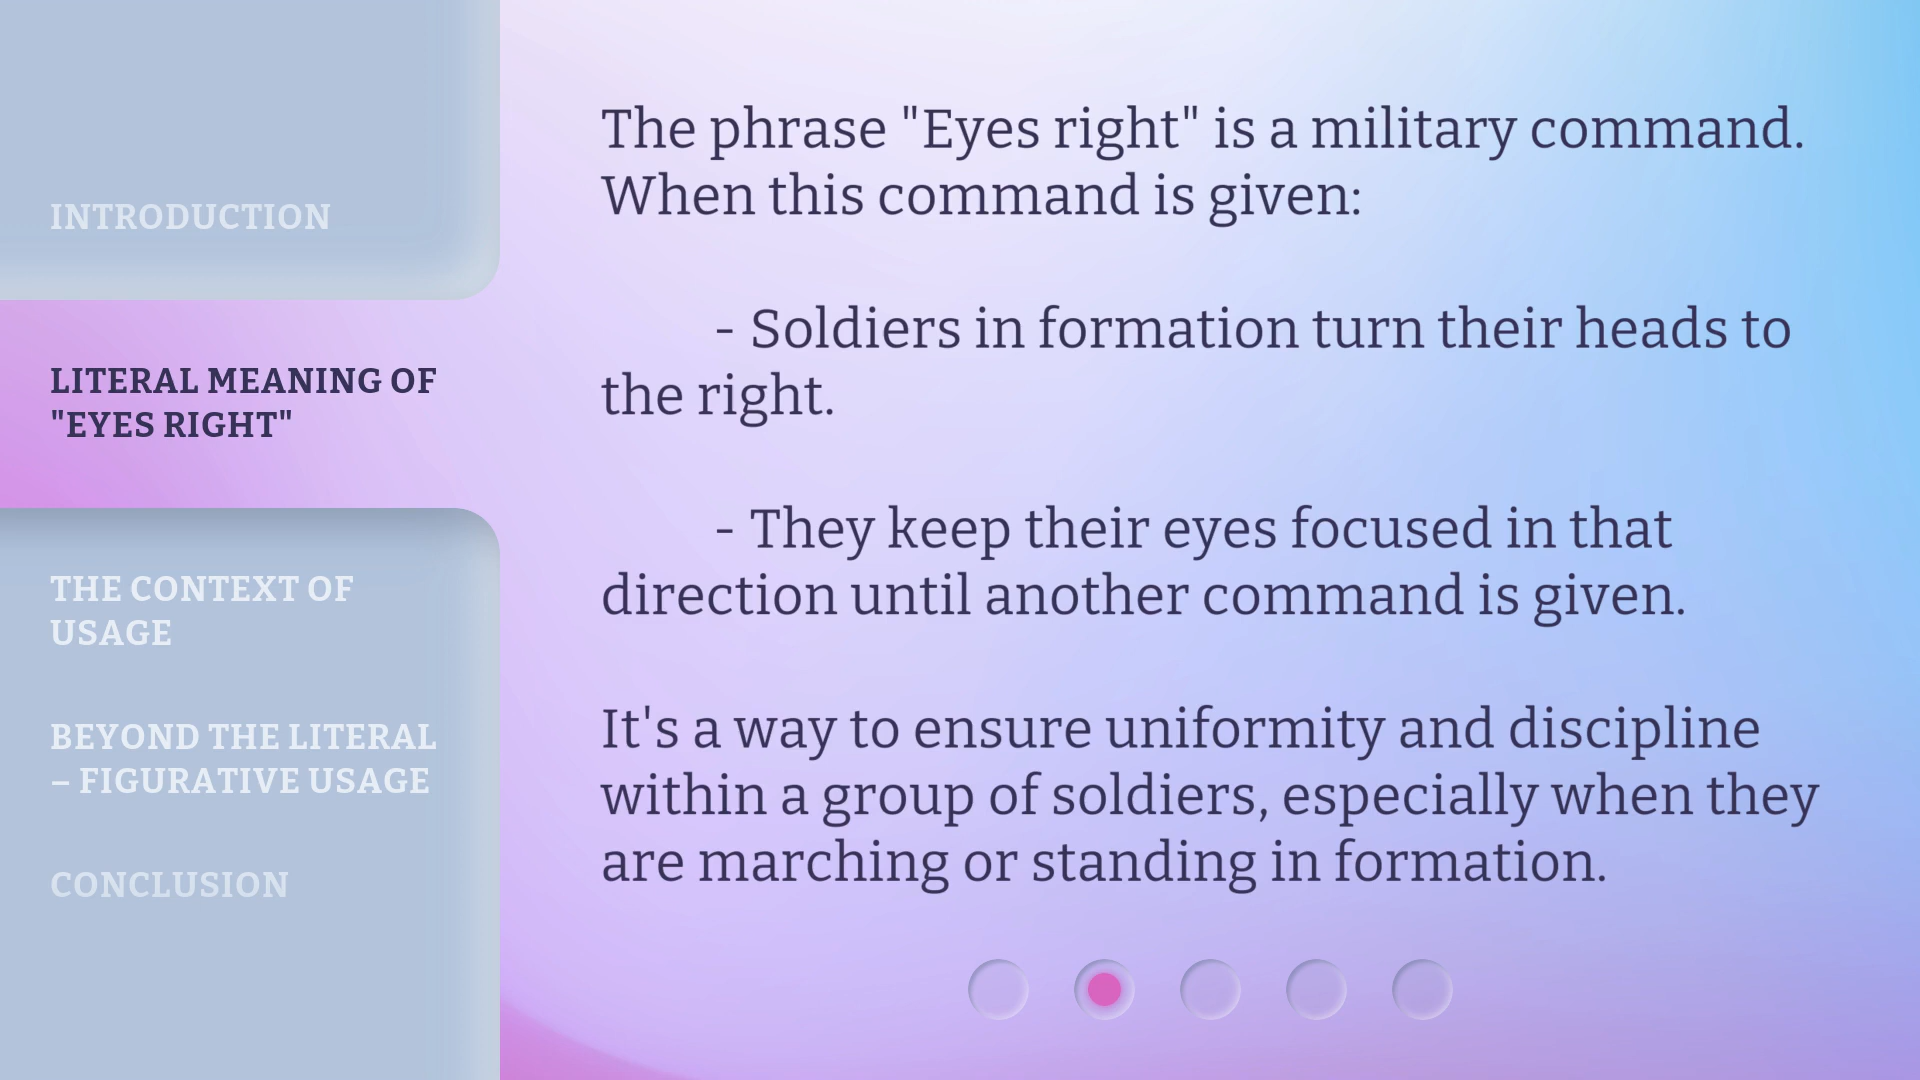 INTRODUCTION
LITERAL MEANING OF
"EYES RIGHT"
THE CONTEXT OF
USAGE
BEYOND THE LITERAL
– FIGURATIVE USAGE
CONCLUSION
The phrase "Eyes right" is a military command.
When this command is given:
- Soldiers in formation turn their heads to
the right.
- They keep their eyes focused in that
direction until another command is given.
It's a way to ensure uniformity and discipline
within a group of soldiers, especially when they
are marching or standing in formation.